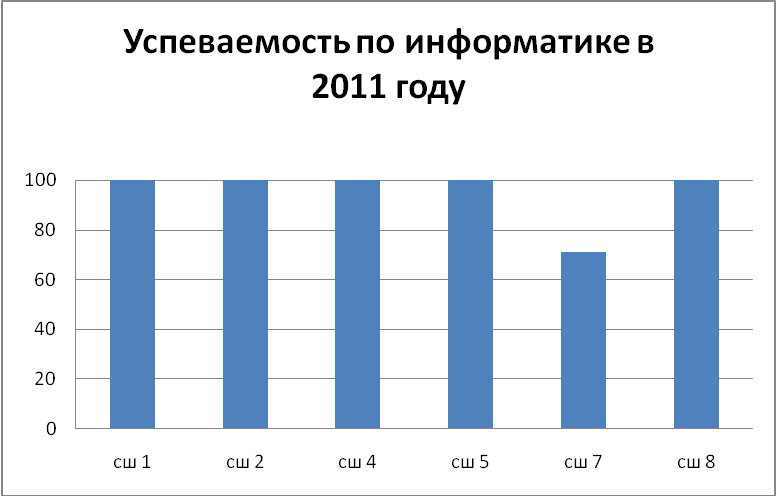 Успеваемость по информатике в
2011 году
100
80
60
40
20
0
сш 1 сш 2 сш 4 сш 5 сш 7 сш 8